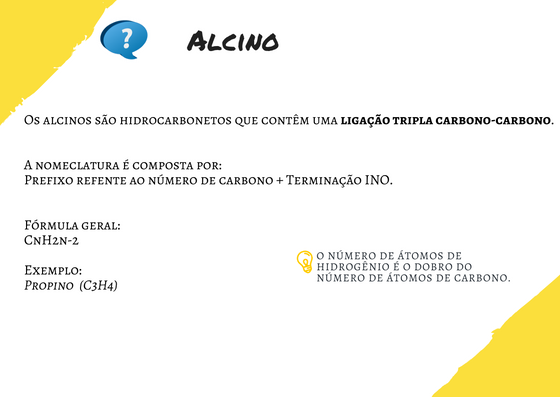 ?
Alcino
Os alcinos são hidrocarbonetos que contêm uma ligação tripla carbono-carbono.
A nomeclatura é composta por:
Prefixo refente ao número de carbono + Terminação INO.
Fórmula geral:
CnH2n-2
Exemplo:
Propino (C3H4)
O número de átomos de
hidrogênio é o dobro do
número de átomos de carbono.